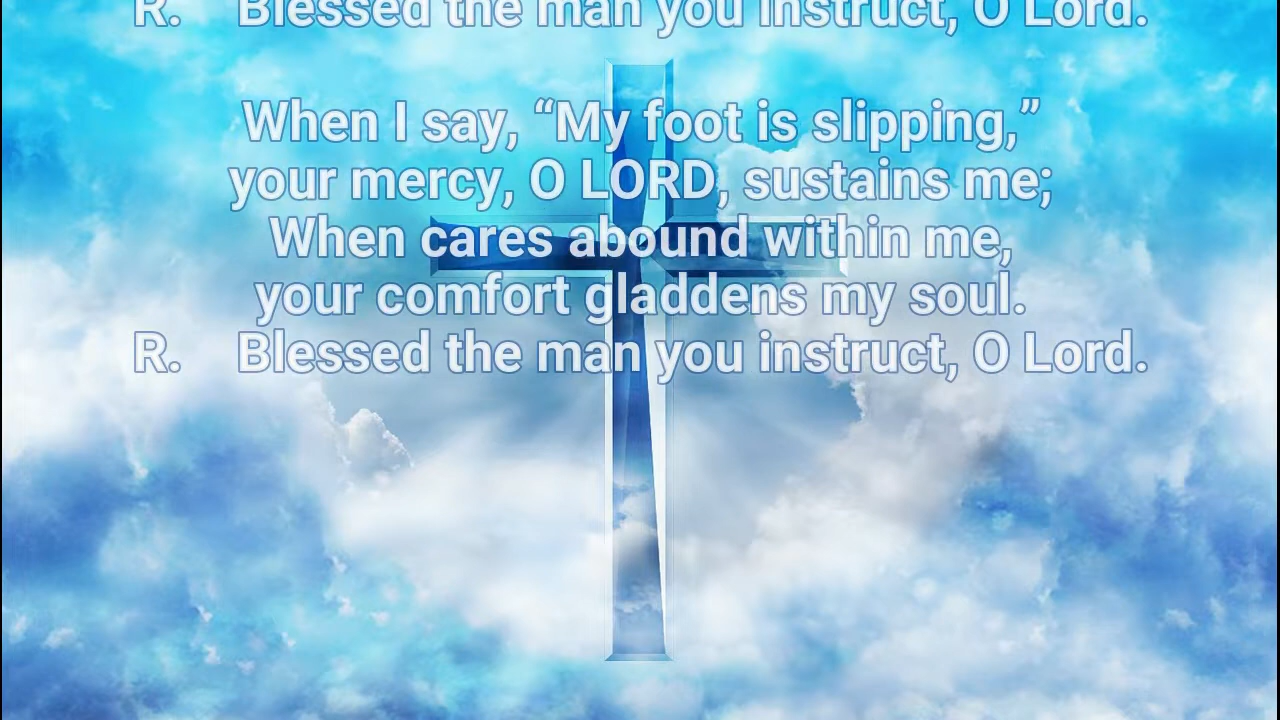 R. Blessed the man you instruct, O Lord.
When I say, “My foot is slipping,”
your mercy, O LORD, sustains me;
When cares abound within me,
your comfort gladdens my soul.
R. Blessed the man you instruct, O Lord.